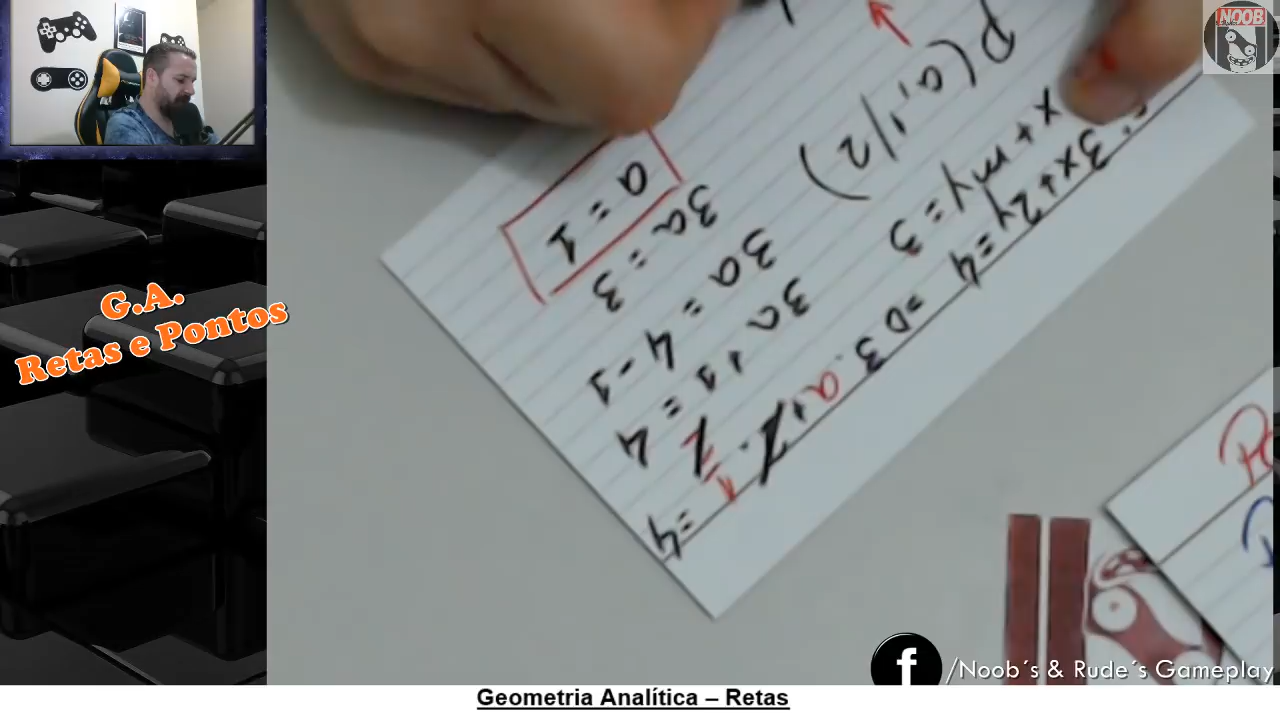 NOOB
G.A.
Retas e Pontos
3x + 2y = 4 => 3 . a + 2 . 1/2 = 4
x + my = 3
3a + 1 = 4
P(a, 1/2)
3a = 4 - 1
3a = 3
a = 1
f /Noob´s & Rude´s Gameplay
Geometria Analítica – Retas